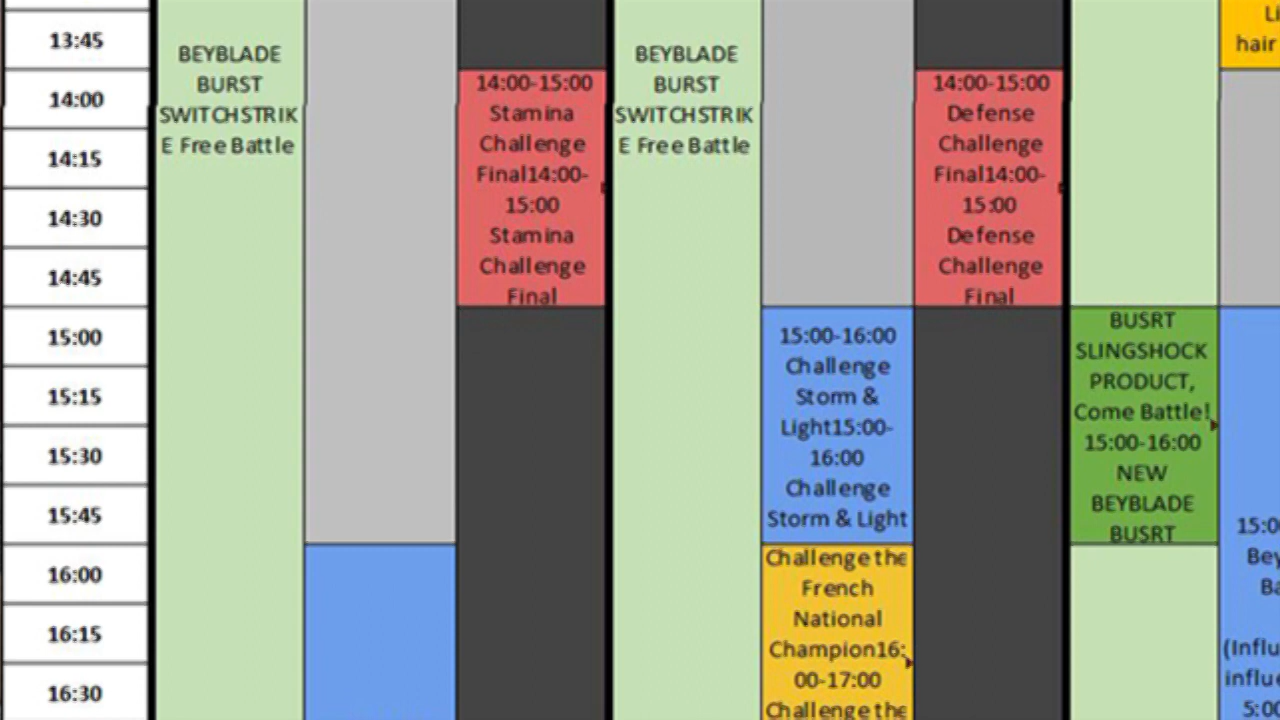 13:45
14:00
14:15
14:30
14:45
15:00
15:15
15:30
15:45
16:00
16:15
16:30
BEYBLADE
BURST
SWITCHSTRIK
E Free Battle
14:00-15:00
Stamina
Challenge
Final14:00-
15:00
Stamina
Challenge
Final
BEYBLADE
BURST
SWITCHSTRIK
E Free Battle
15:00-16:00
Challenge
Storm &
Light15:00-
16:00
Challenge
Storm & Light
Challenge the
French
National
Champion16:
00-17:00
Challenge the
14:00-15:00
Defense
Challenge
Final14:00-
15:00
Defense
Challenge
Final
BUSRT
SLINGSHOCK
PRODUCT,
Come Battle!
15:00-16:00
NEW
BEYBLADE
BUSRT
hair